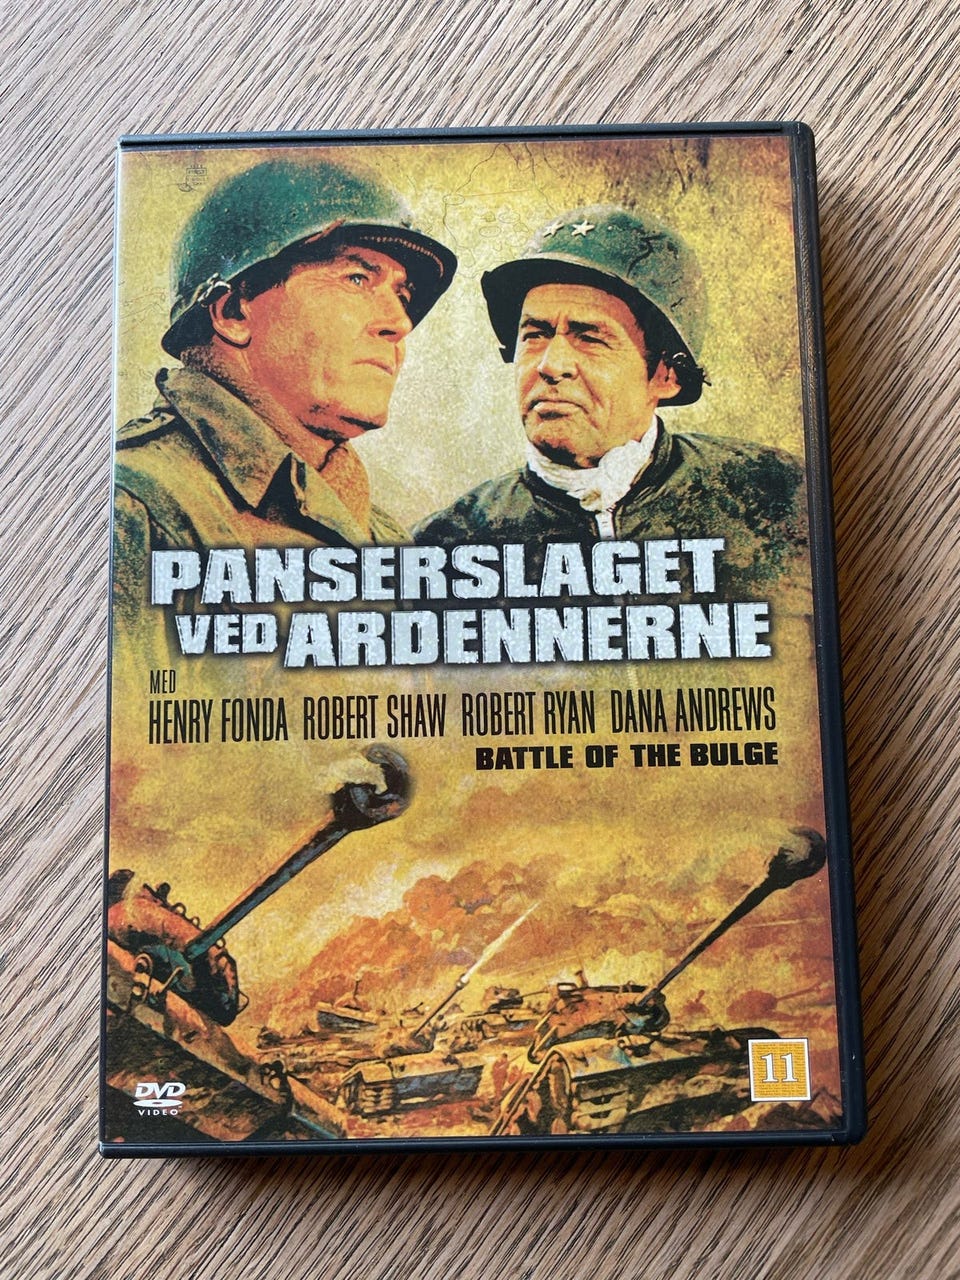 PANSERSLAGET
VED ARDENNERNE
MED
HENRY FONDA ROBERT SHAW ROBERT RYAN DANA ANDREWS
BATTLE OF THE BULGE
DVD
VIDEO
11